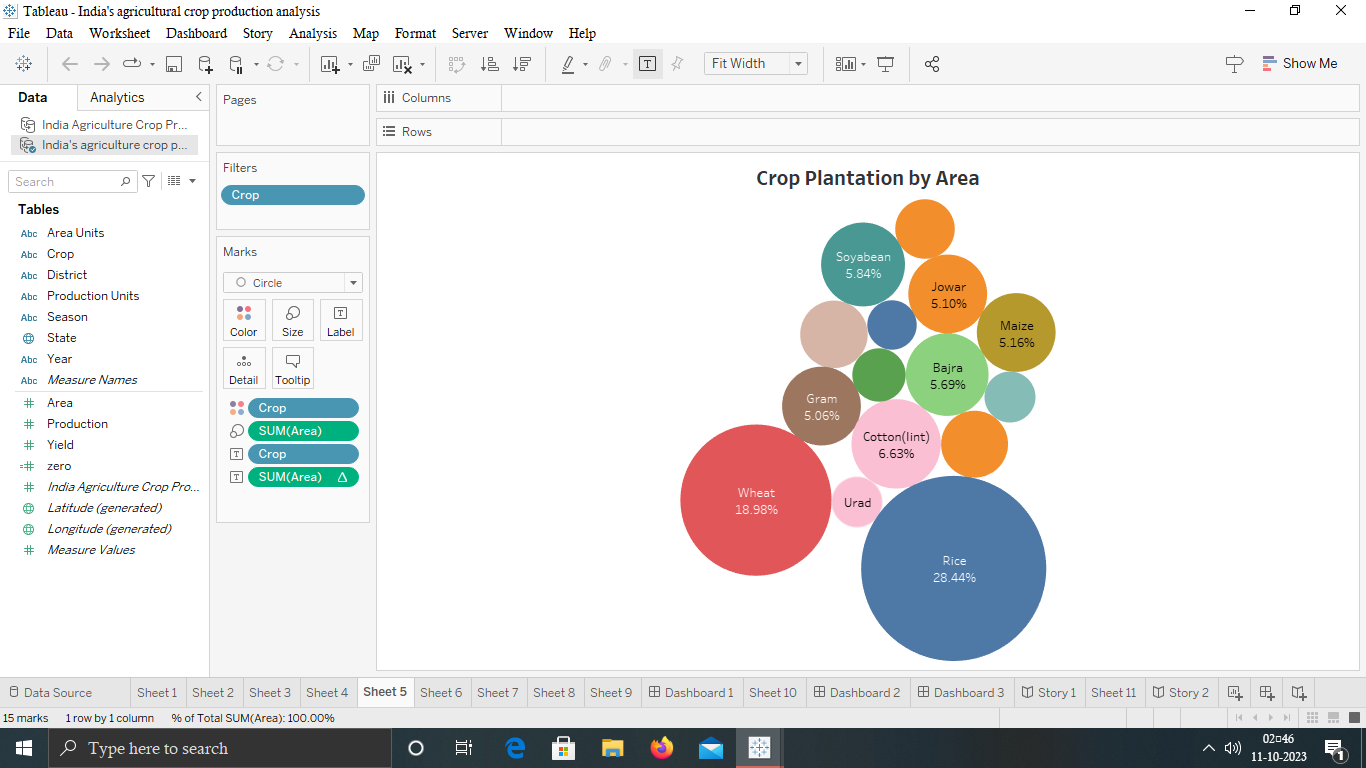 Tableau - India's agricultural crop production analysis
File Data Worksheet Dashboard Story Analysis Map Format Server Window Help
Fit Width
Show Me
Data Analytics
India Agriculture Crop Pr...
India's agriculture crop p...
Search
Tables
Abc Area Units
Abc Crop
Abc District
Abc Production Units
Abc Season
State
Abc Year
Abc Measure Names
Area
Production
Yield
zero
India Agriculture Crop Pro...
Latitude (generated)
Longitude (generated)
Measure Values
Pages
Filters
Crop
Marks
Circle
Color Size Label
Detail Tooltip
Crop
SUM(Area)
Crop
SUM(Area)
Columns
Rows
Crop Plantation by Area
Soyabean
5.84%
Jowar
5.10%
Maize
5.16%
Bajra
5.69%
Gram
5.06%
Cotton(lint)
6.63%
Wheat
18.98%
Urad
Rice
28.44%
Data Source Sheet 1 Sheet 2 Sheet 3 Sheet 4 Sheet 5 Sheet 6 Sheet 7 Sheet 8 Sheet 9 Dashboard 1 Sheet 10 Dashboard 2 Dashboard 3 Story 1 Sheet 11 Story 2
15 marks 1 row by 1 column % of Total SUM(Area): 100.00%
Type here to search
02¤46
11-10-2023
1